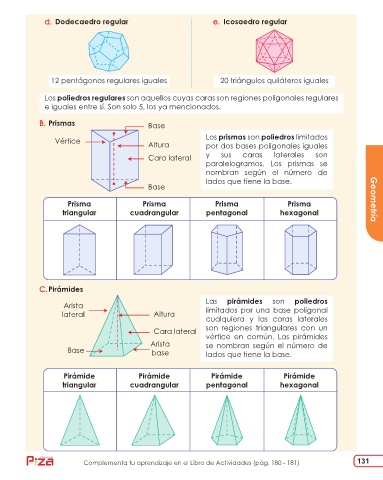 d. Dodecaedro regular
e. Icosaedro regular
12 pentágonos regulares iguales
20 triángulos quiláteros iguales
Los poliedros regulares son aquellos cuyas caras son regiones poligonales regulares
e iguales entre sí. Son solo 5, los ya mencionados.
B. Prismas
Base
Vértice
Altura
Cara lateral
Base
Los prismas son poliedros limitados
por dos bases poligonales iguales
y sus caras laterales son
paralelogramos. Los prismas se
nombran según el número de
lados que tiene la base.
Geometría
Prisma triangular
Prisma cuadrangular
Prisma pentagonal
Prisma hexagonal
C. Pirámides
Arista
lateral
Altura
Cara lateral
Arista
base
Base
Las pirámides son poliedros
limitados por una base poligonal
cualquiera y las caras laterales
son regiones triangulares con un
vértice en común. Las pirámides
se nombran según el número de
lados que tiene la base.
Pirámide triangular
Pirámide cuadrangular
Pirámide pentagonal
Pirámide hexagonal
Complementa tu aprendizaje en el Libro de Actividades (pág. 180 - 181)
131